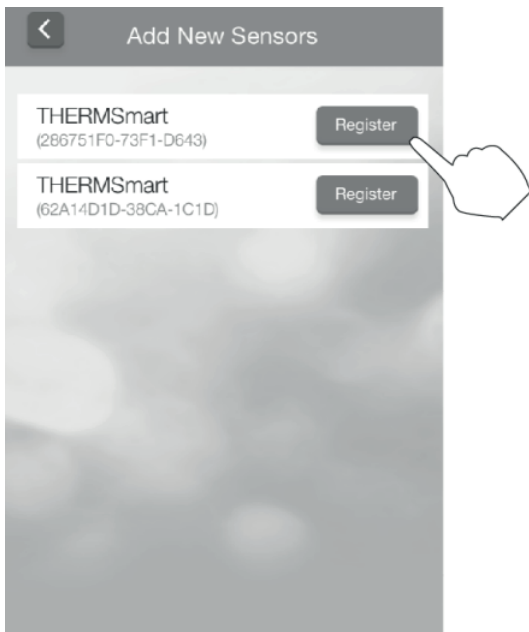 Add New Sensors
THERMSmart
Register
(286751F0-73F1-D643)
THERMSmart
Register
(62A14D1D-38CA-1C1D)